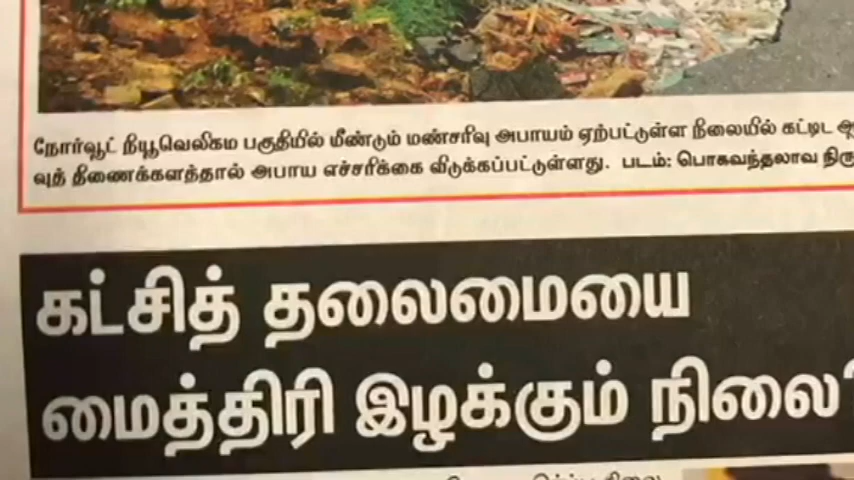 நோர்வூட் நியூவெலிகம பகுதியில் மீண்டும் மண்சரிவு அபாயம் ஏற்பட்டுள்ள நிலையில் கட்டிட
வுத் திணைக்களத்தால் அபாய எச்சரிக்கை விடுக்கப்பட்டுள்ளது. படம்: பொகவந்தலாவ
கட்சித் தலைமையை
மைத்திரி இழக்கும் நிலை?